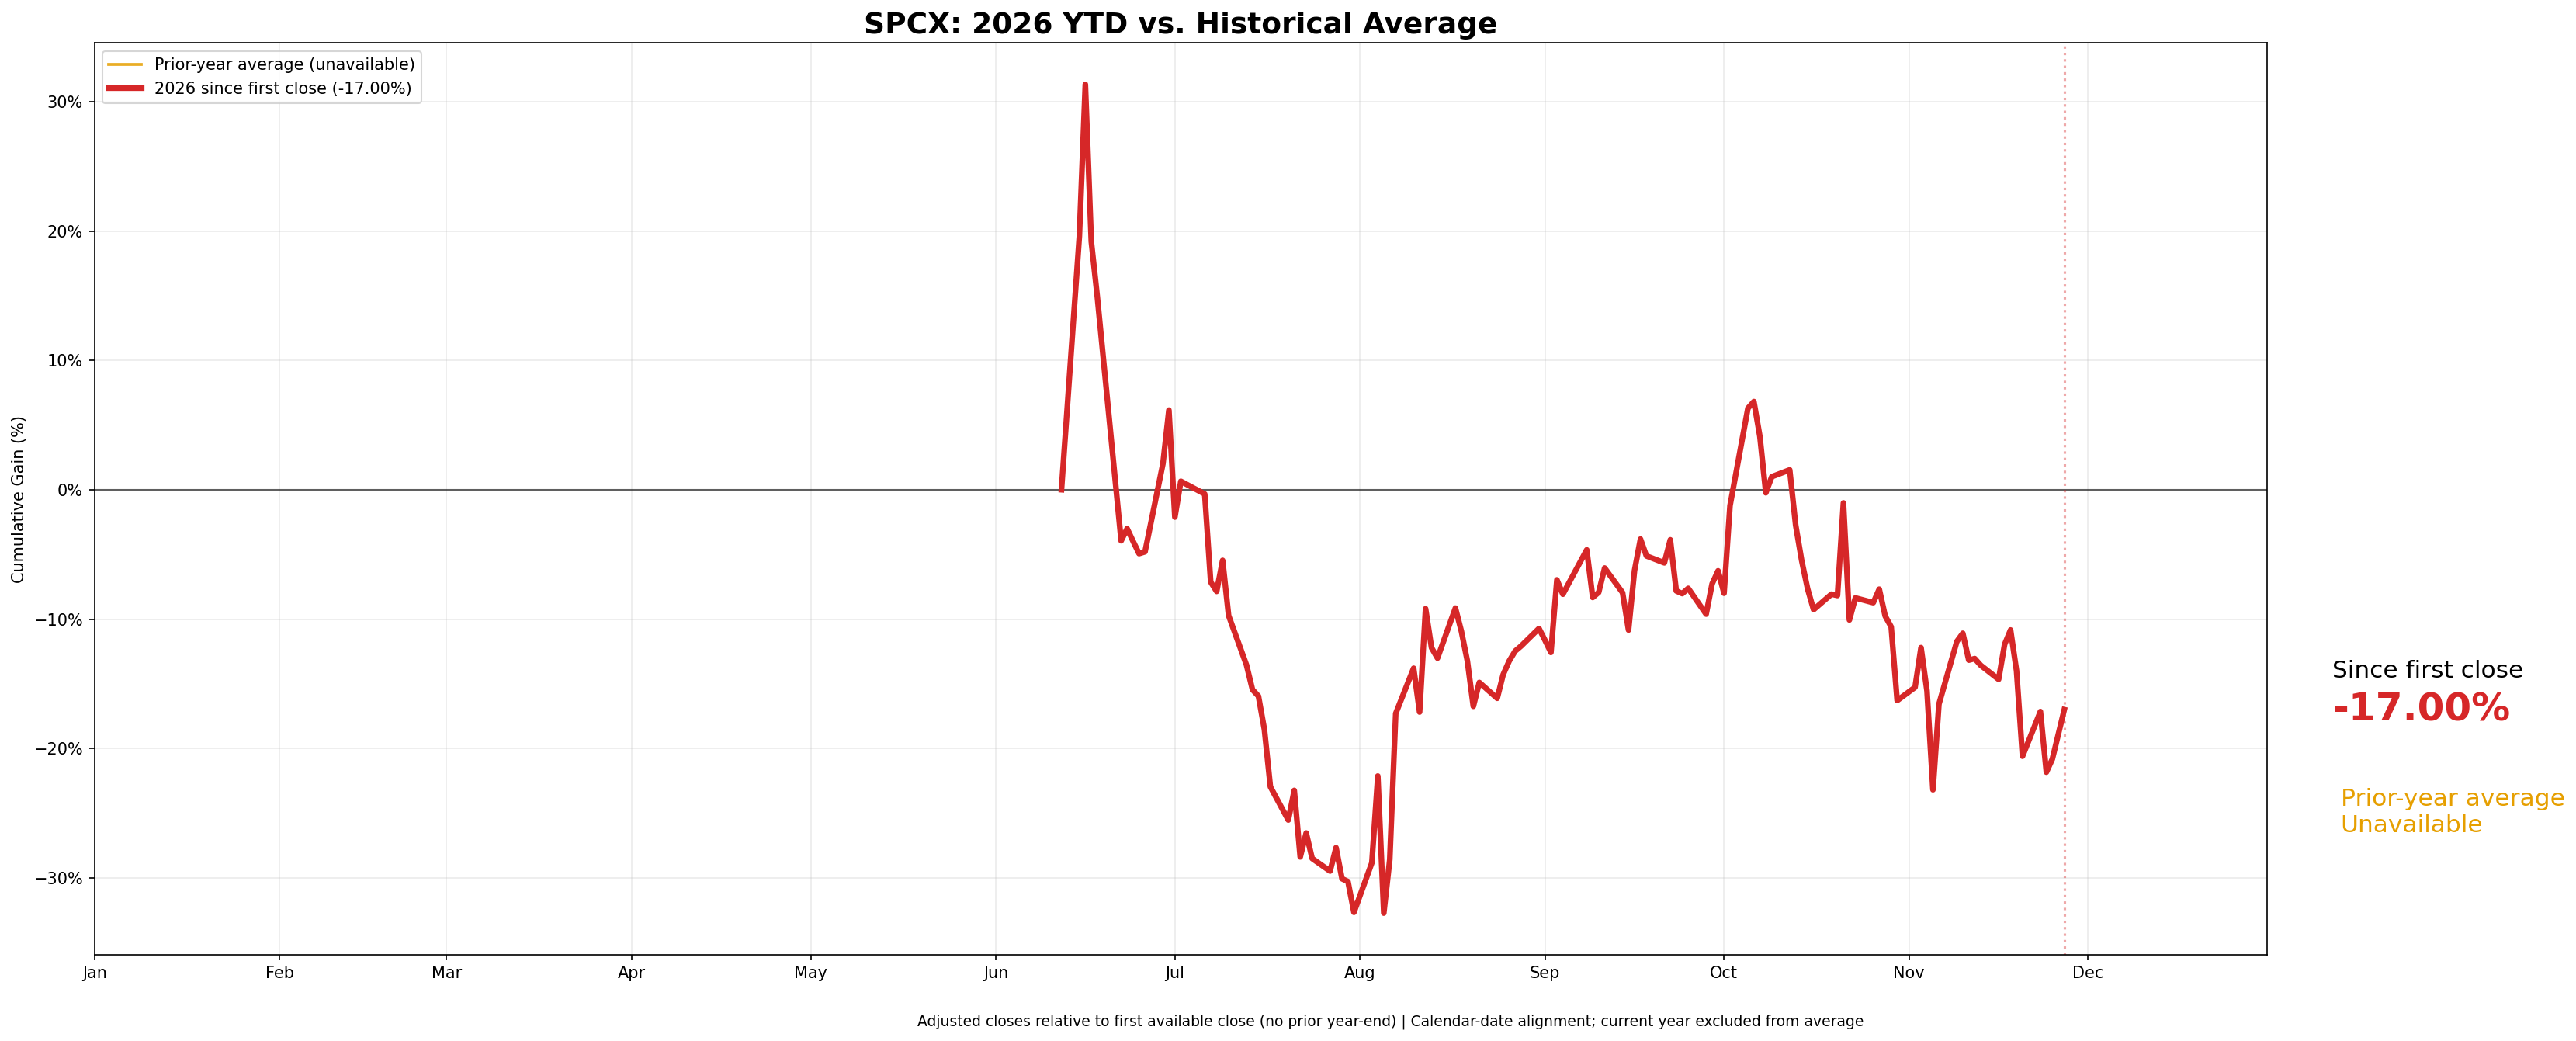 SPCX: 2026 YTD vs. Historical Average
Prior-year average (unavailable)
2026 since first close (-17.00%)
Cumulative Gain (%)
30%
20%
10%
0%
−10%
−20%
−30%
Since first close
-17.00%
Prior-year average
Unavailable
Jan Feb Mar Apr May Jun Jul Aug Sep Oct Nov Dec
Adjusted closes relative to first available close (no prior year-end) | Calendar-date alignment; current year excluded from average